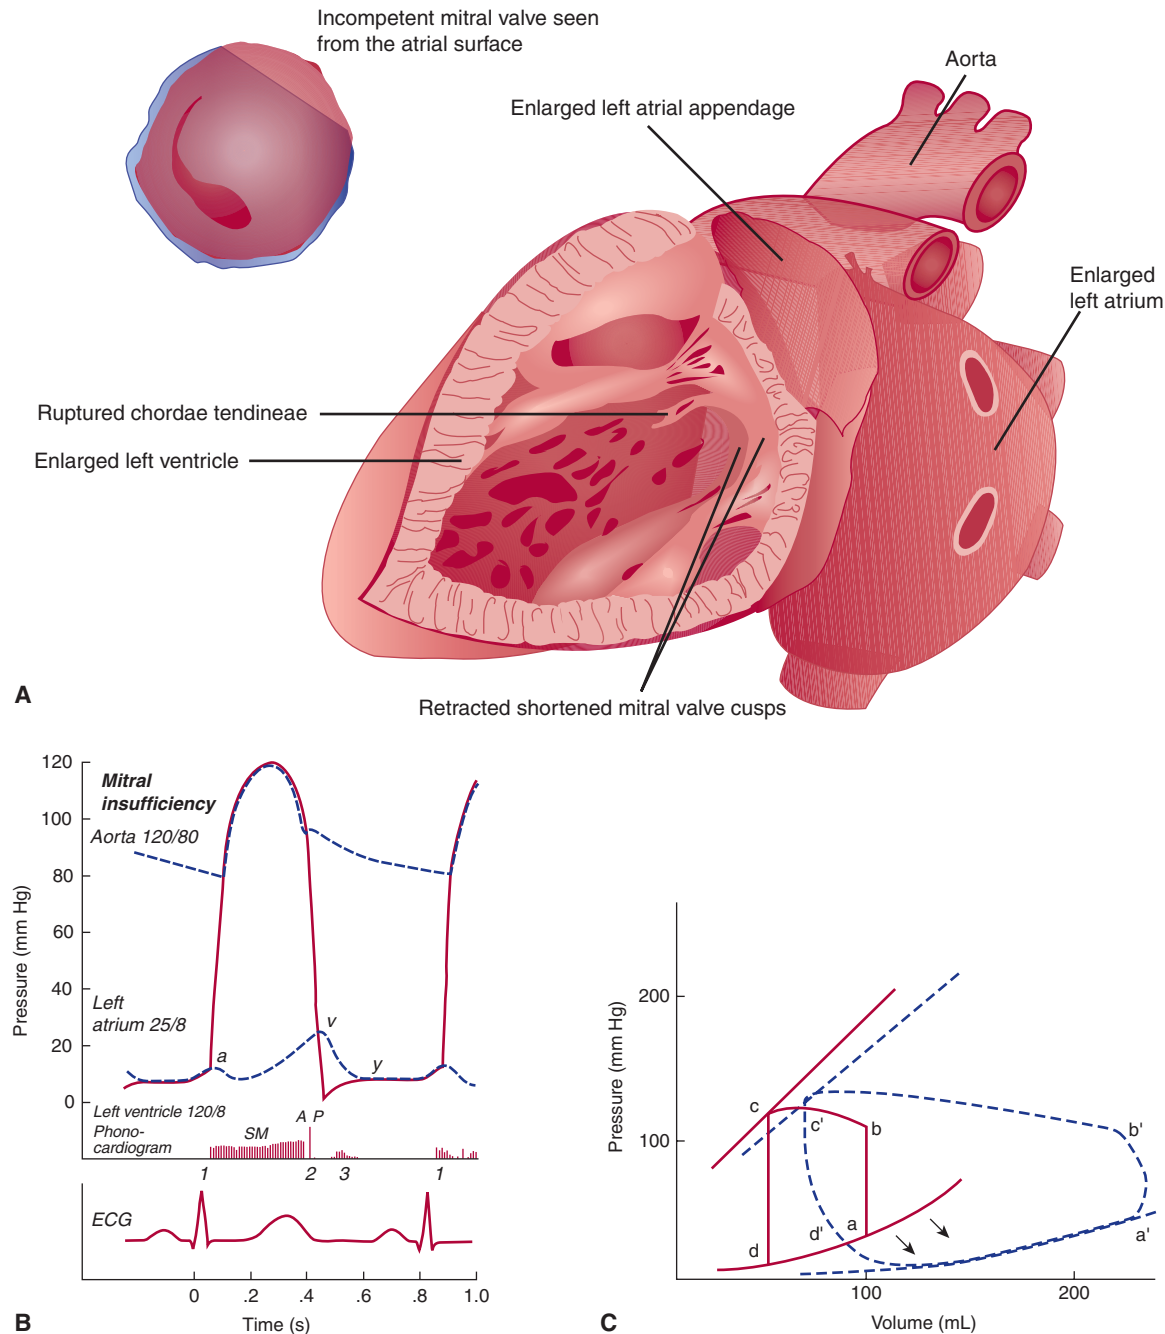 Incompetent mitral valve seen
from the atrial surface
Aorta
Enlarged left atrial appendage
Enlarged
left atrium
Ruptured chordae tendineae
Enlarged left ventricle
Retracted shortened mitral valve cusps
A
120
100
80
60
40
20
0
Pressure (mm Hg)
Mitral
insufficiency
Aorta 120/80
Left
atrium 25/8
a
v
y
Left ventricle 120/8
Phono-
cardiogram
SM
A P
1
2
3
1
ECG
0 .2 .4 .6 .8 1.0
Time (s)
B
Pressure (mm Hg)
200
100
c
c'
b
b'
d
d'
a
a'
100 200
Volume (mL)
C